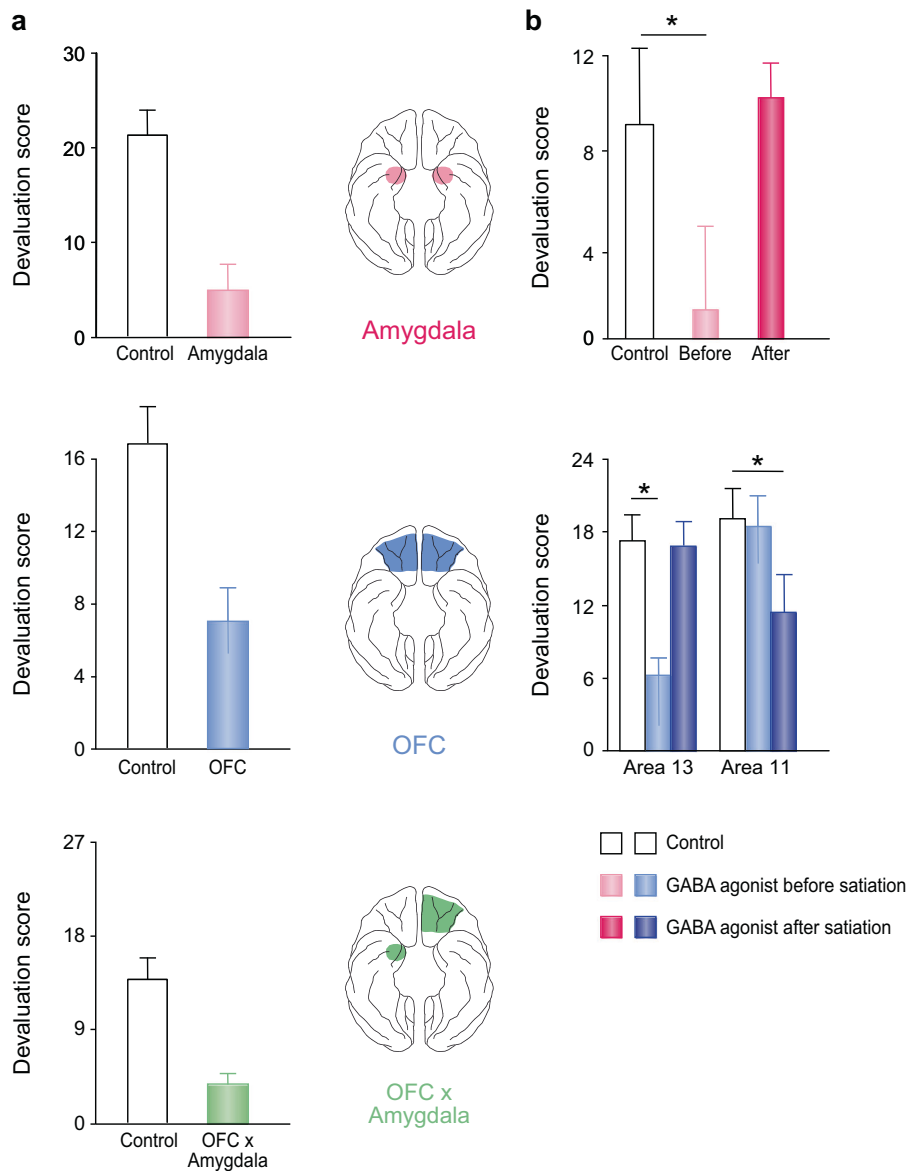 a
30
20
10
0
Devaluation score
Control Amygdala
Amygdala
b
*
12
8
4
0
Devaluation score
Control Before After
16
12
8
4
0
Devaluation score
Control OFC
OFC
24
18
12
6
0
Devaluation score
* *
Area 13 Area 11
Control
GABA agonist before satiation
GABA agonist after satiation
27
18
9
0
Devaluation score
Control OFC x
Amygdala
OFC x
Amygdala